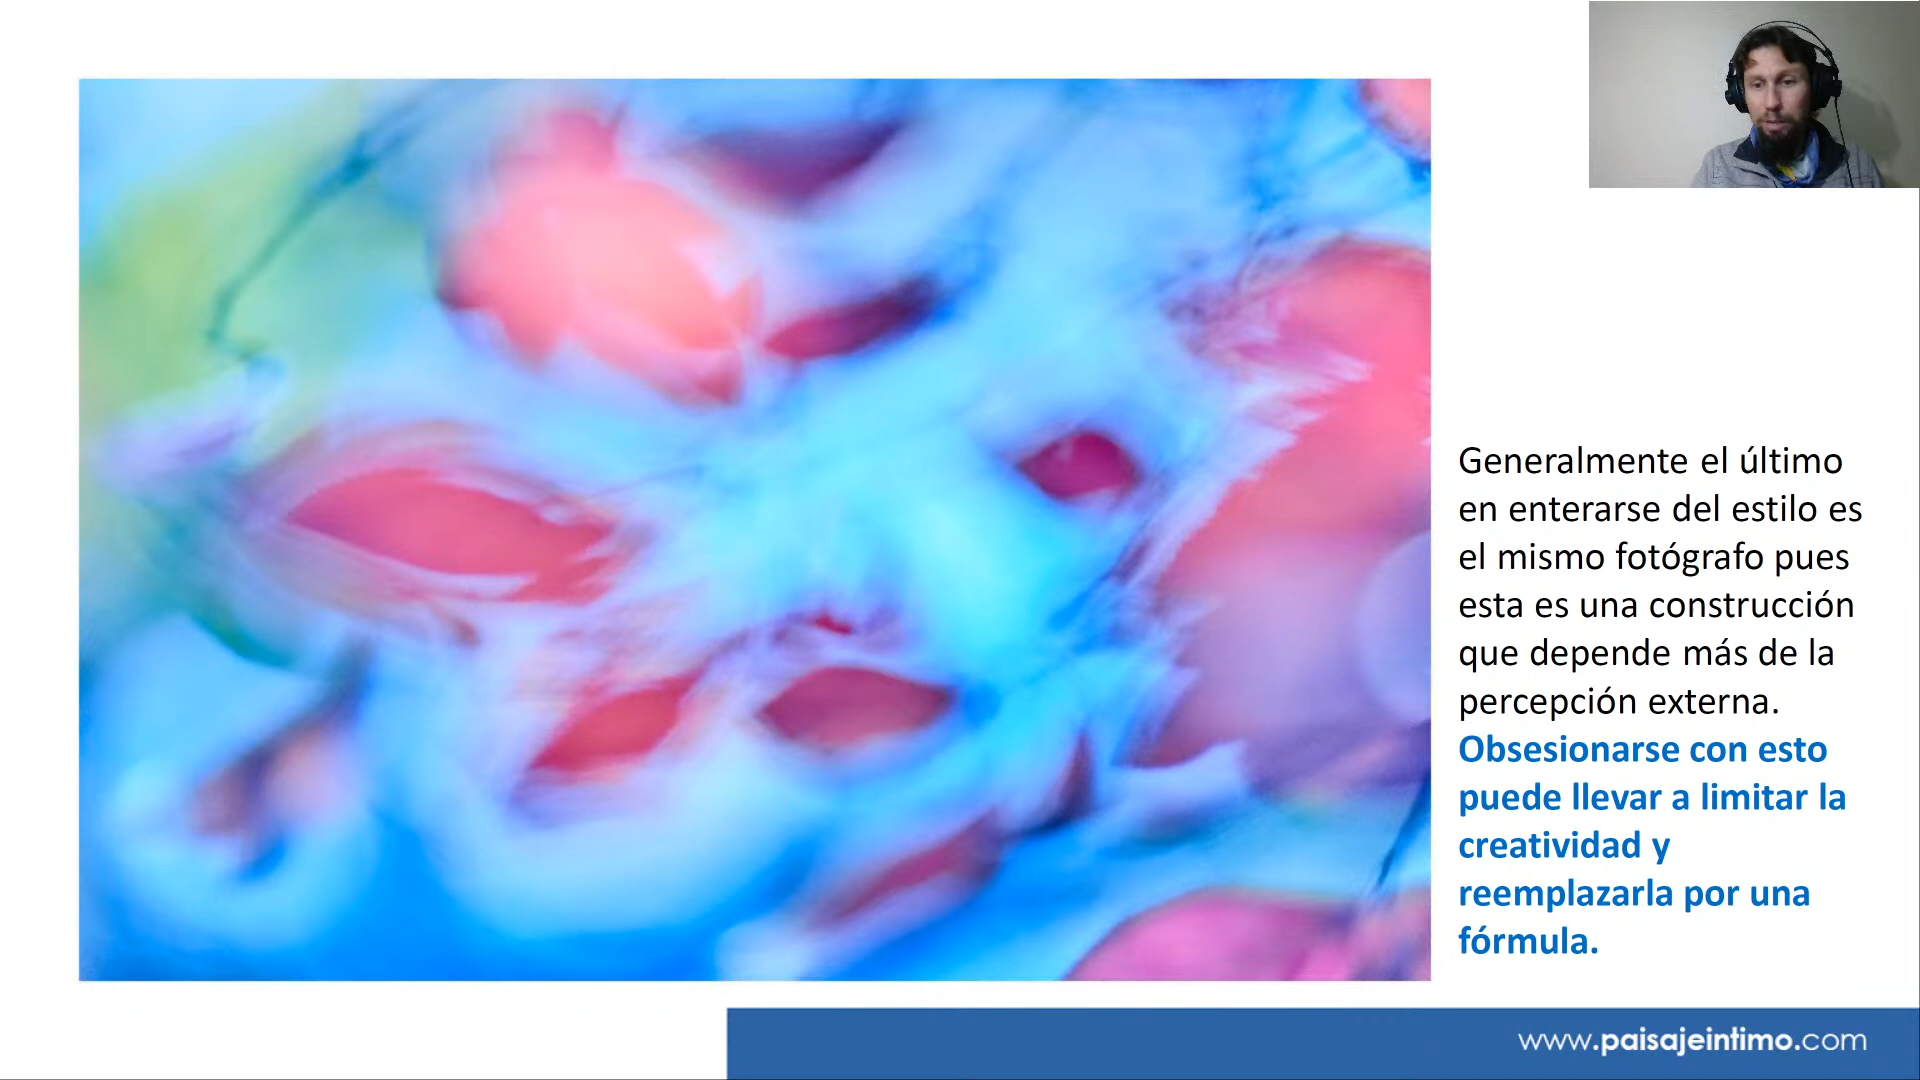 Generalmente el último
en enterarse del estilo es
el mismo fotógrafo pues
esta es una construcción
que depende más de la
percepción externa.
Obsesionarse con esto
puede llevar a limitar la
creatividad y
reemplazarla por una
fórmula.
www.paisajeintimo.com